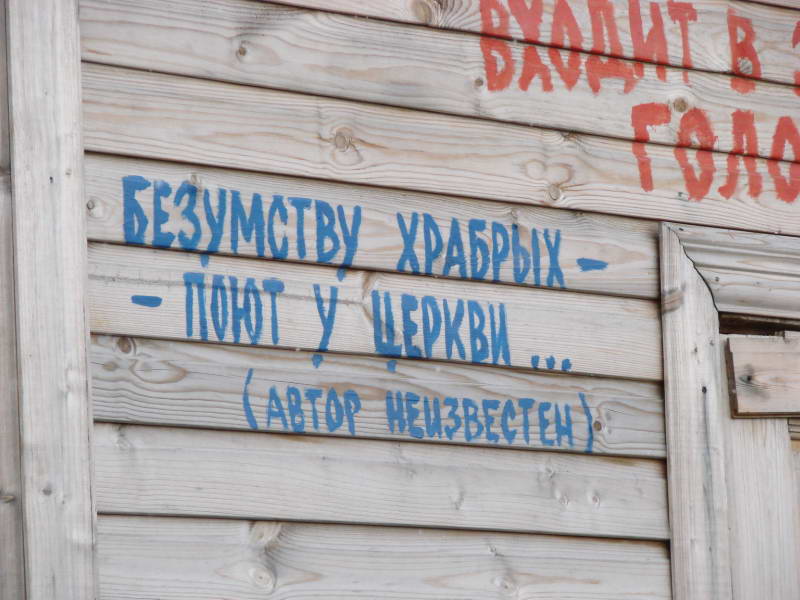 ВХОДИТ В
ГОЛО
БЕЗУМСТВУ ХРАБРЫХ –
– ПОЮТ У ЦЕРКВИ...
(АВТОР НЕИЗВЕСТЕН)